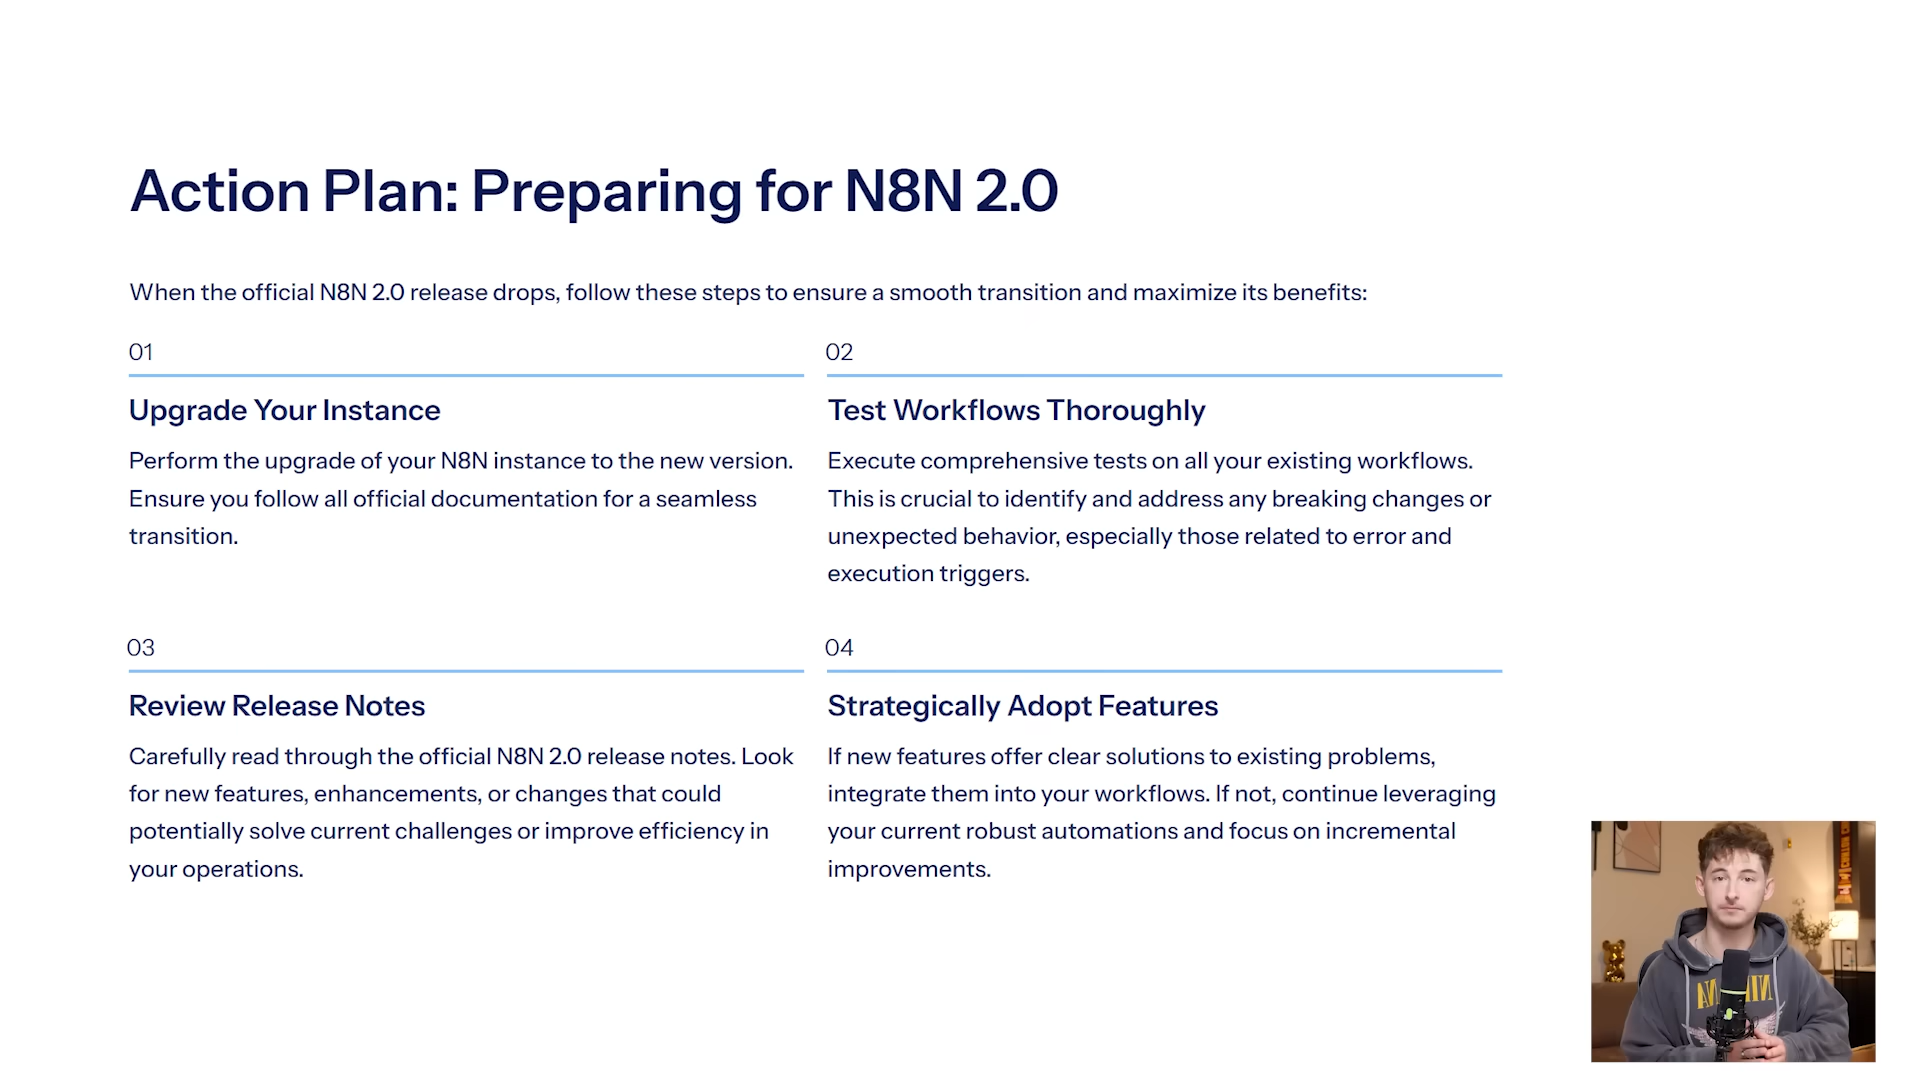 Action Plan: Preparing for N8N 2.0
When the official N8N 2.0 release drops, follow these steps to ensure a smooth transition and maximize its benefits:
01
Upgrade Your Instance
Perform the upgrade of your N8N instance to the new version.
Ensure you follow all official documentation for a seamless
transition.
02
Test Workflows Thoroughly
Execute comprehensive tests on all your existing workflows.
This is crucial to identify and address any breaking changes or
unexpected behavior, especially those related to error and
execution triggers.
03
Review Release Notes
Carefully read through the official N8N 2.0 release notes. Look
for new features, enhancements, or changes that could
potentially solve current challenges or improve efficiency in
your operations.
04
Strategically Adopt Features
If new features offer clear solutions to existing problems,
integrate them into your workflows. If not, continue leveraging
your current robust automations and focus on incremental
improvements.